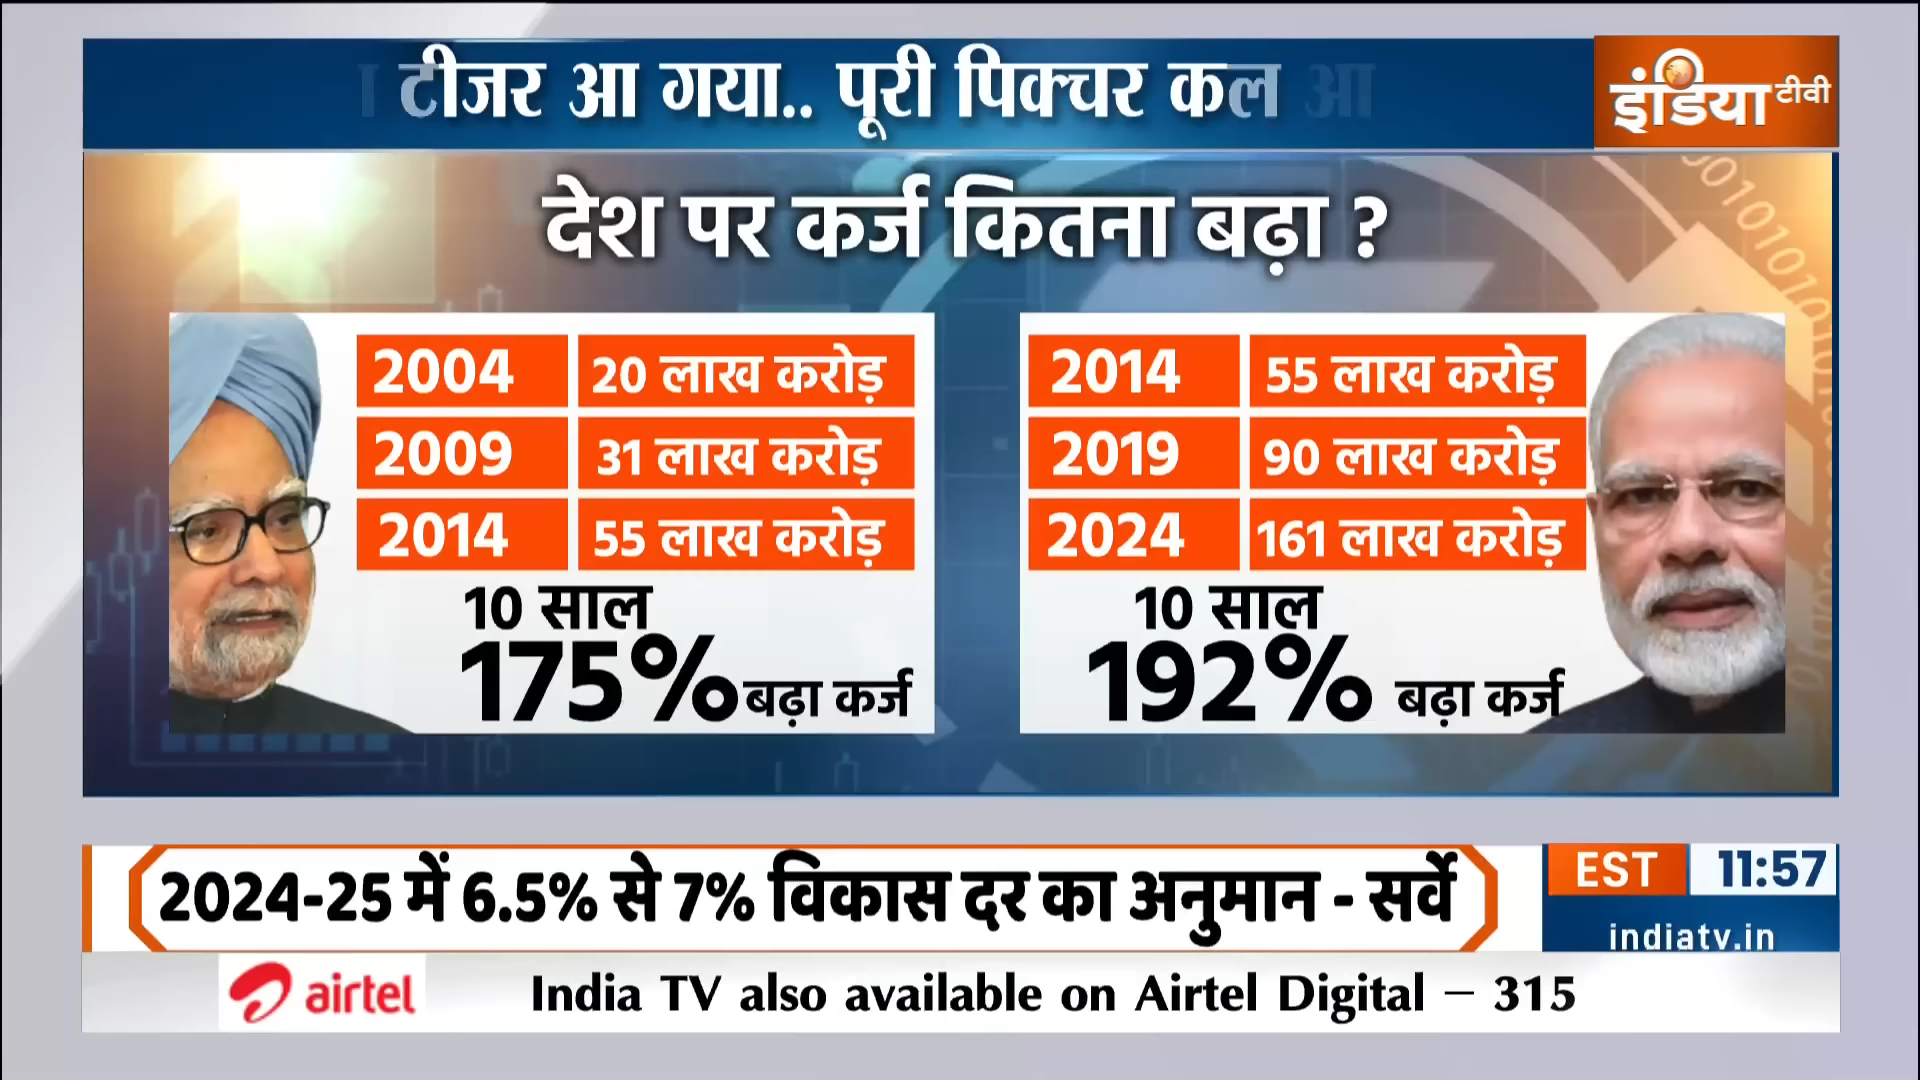 टीजर आ गया.. पूरी पिक्चर कल आ
इंडिया टीवी
देश पर कर्ज कितना बढ़ा ?
2004 20 लाख करोड़
2009 31 लाख करोड़
2014 55 लाख करोड़
10 साल
175% बढ़ा कर्ज
2014 55 लाख करोड़
2019 90 लाख करोड़
2024 161 लाख करोड़
10 साल
192% बढ़ा कर्ज
2024-25 में 6.5% से 7% विकास दर का अनुमान - सर्वे
EST 11:57
indiatv.in
airtel India TV also available on Airtel Digital – 315